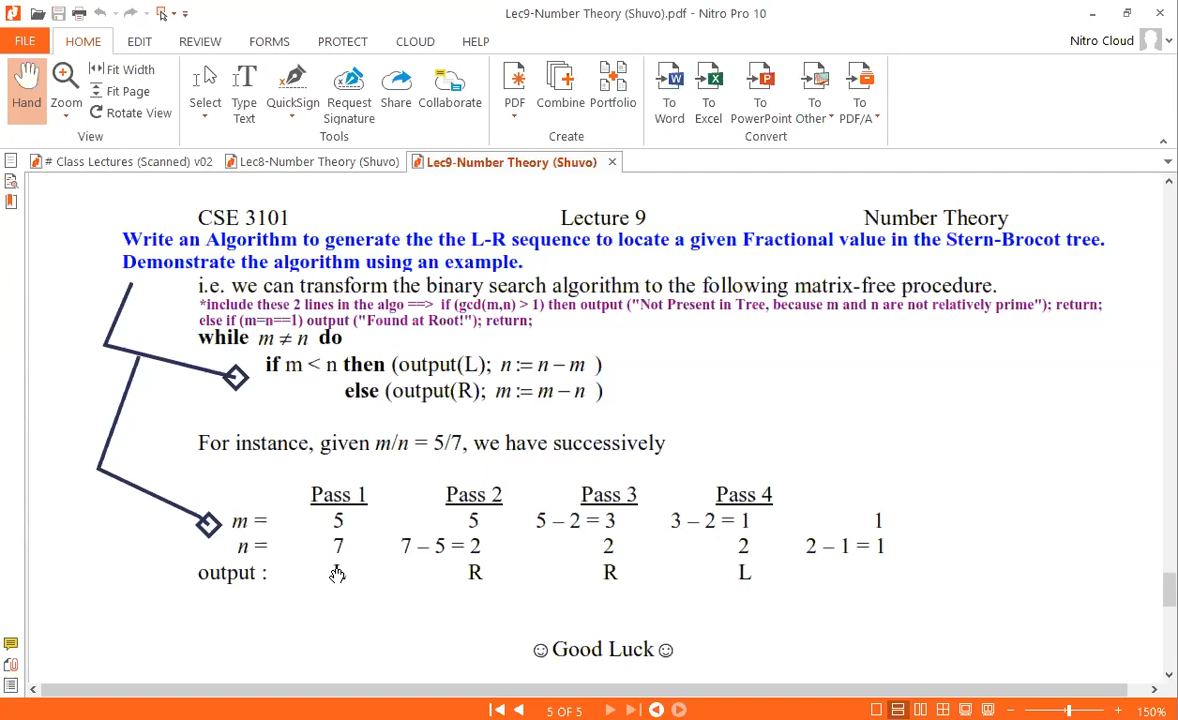 Lec9-Number Theory (Shuvo).pdf - Nitro Pro 10
FILE HOME EDIT REVIEW FORMS PROTECT CLOUD HELP
Nitro Cloud
Hand Zoom Fit Width Fit Page Rotate View
Select Type Text QuickSign Request Signature Share Collaborate
PDF Combine Portfolio
To Word To Excel To PowerPoint To Other To PDF/A
View Tools Create Convert
# Class Lectures (Scanned) v02 Lec8-Number Theory (Shuvo) Lec9-Number Theory (Shuvo)
CSE 3101 Lecture 9 Number Theory
Write an Algorithm to generate the the L-R sequence to locate a given Fractional value in the Stern-Brocot tree.
Demonstrate the algorithm using an example.
i.e. we can transform the binary search algorithm to the following matrix-free procedure.
*include these 2 lines in the algo ==> if (gcd(m,n) > 1) then output ("Not Present in Tree, because m and n are not relatively prime"); return;
else if (m=n==1) output ("Found at Root!"); return;
while m ≠ n do
if m < n then (output(L); n := n − m )
else (output(R); m := m − n )
For instance, given m/n = 5/7, we have successively
Pass 1 Pass 2 Pass 3 Pass 4
m = 5 5 5 – 2 = 3 3 – 2 = 1 1
n = 7 7 – 5 = 2 2 2 2 – 1 = 1
output : R R L
☺Good Luck☺
5 OF 5
150%